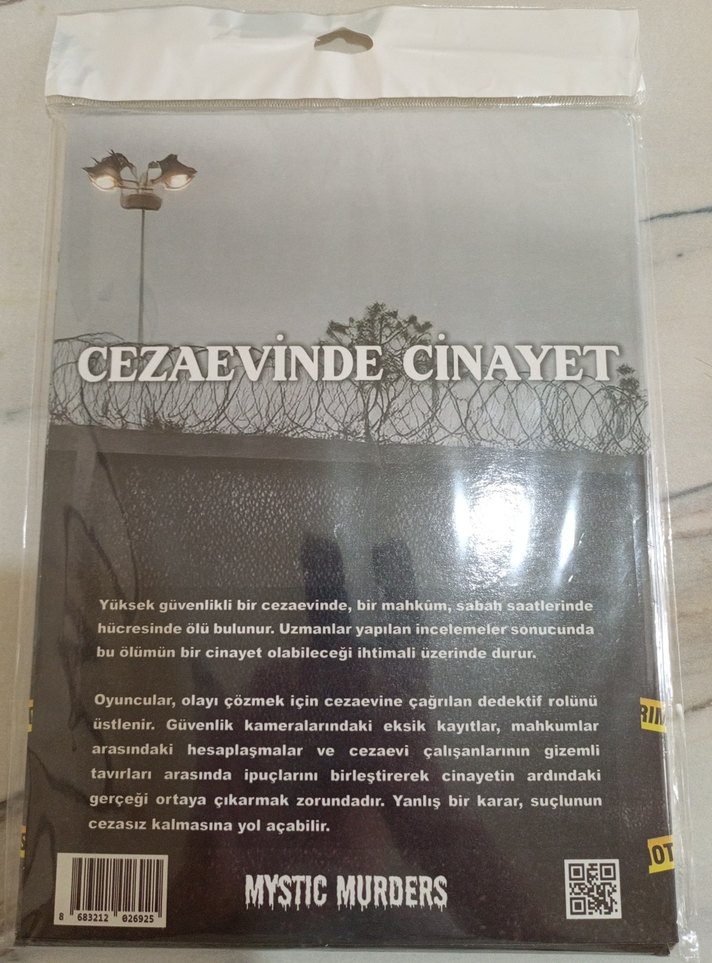 CEZAEVİNDE CİNAYET
Yüksek güvenlikli bir cezaevinde, bir mahkûm, sabah saatlerinde
hücresinde ölü bulunur. Uzmanlar yapılan incelemeler sonucunda
bu ölümün bir cinayet olabileceği ihtimali üzerinde durur.
Oyuncular, olayı çözmek için cezaevine çağrılan dedektif rolünü
üstlenir. Güvenlik kameralarındaki eksik kayıtlar, mahkumlar
arasındaki hesaplaşmalar ve cezaevi çalışanlarının gizemli
tavırları arasında ipuçlarını birleştirerek cinayetin ardındaki
gerçeği ortaya çıkarmak zorundadır. Yanlış bir karar, suçlunun
cezasız kalmasına yol açabilir.
MYSTIC MURDERS
8 683212 026925